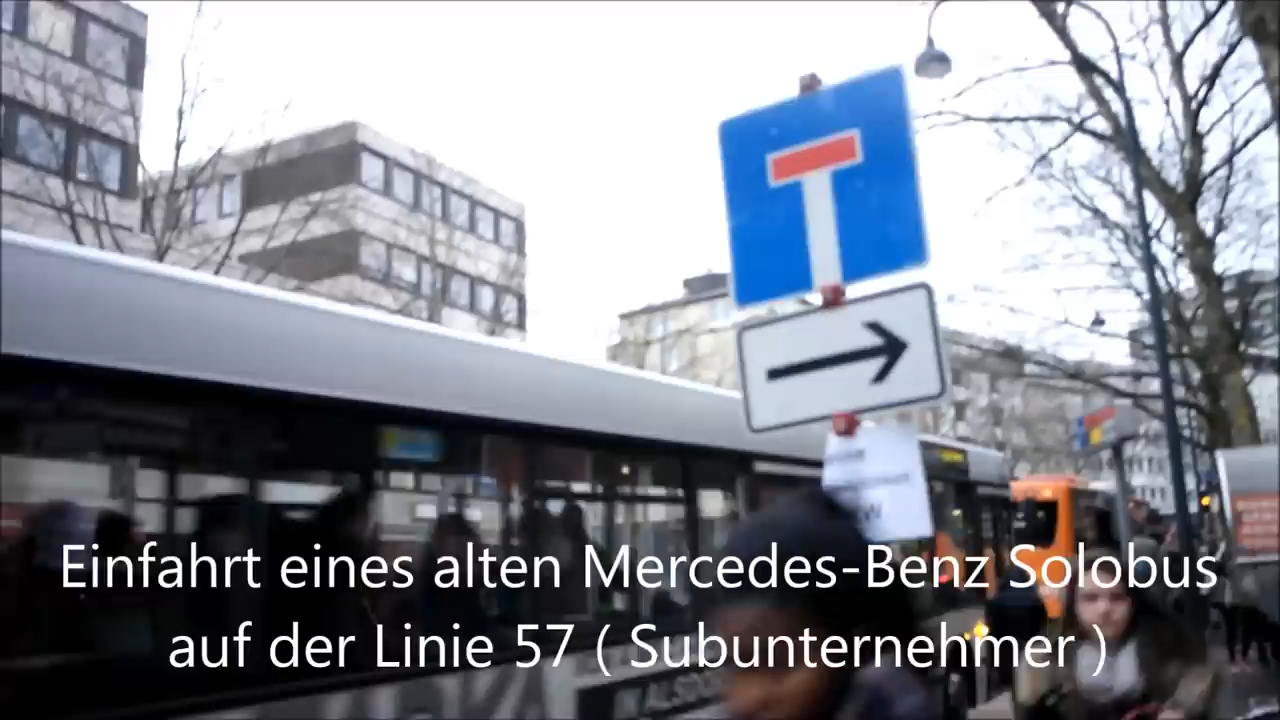 Einfahrt eines alten Mercedes-Benz Solobus
auf der Linie 57 ( Subunternehmer )